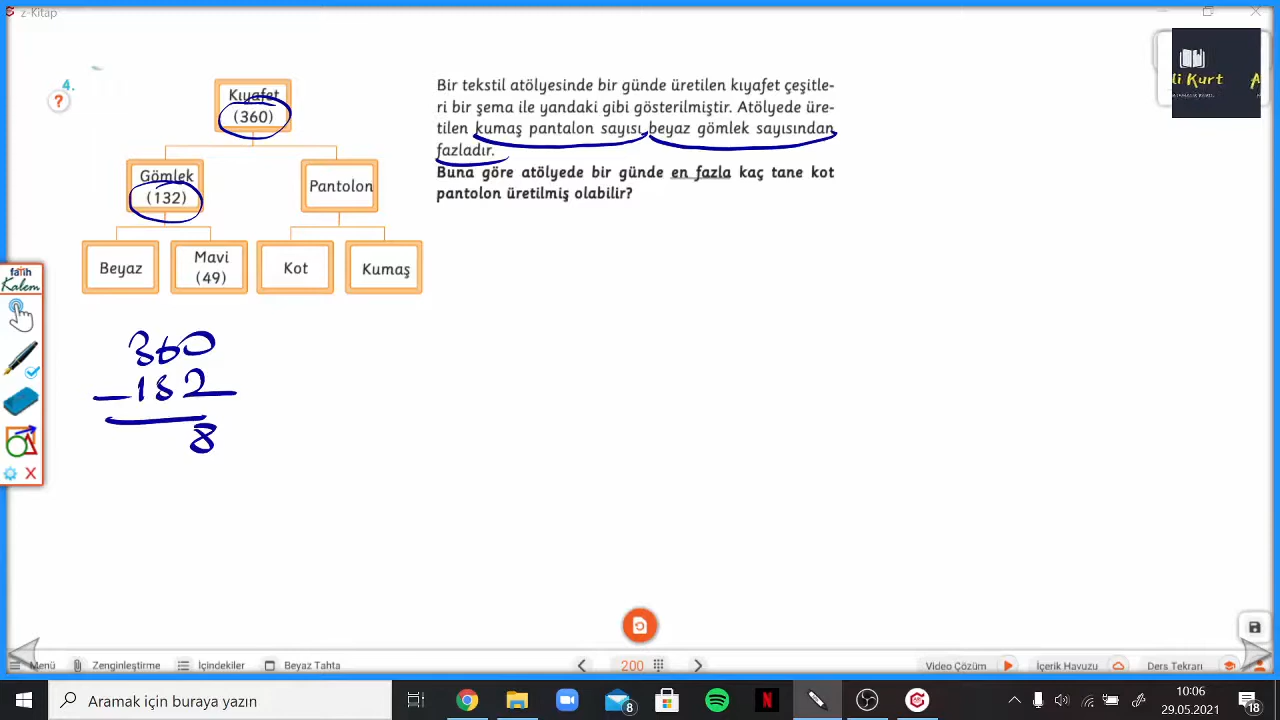 z-Kitap
4.
?
Kıyafet
(360)
Gömlek
(132)
Pantolon
Beyaz
Mavi
(49)
Kot
Kumaş
Bir tekstil atölyesinde bir günde üretilen kıyafet çeşitle-
ri bir şema ile yandaki gibi gösterilmiştir. Atölyede üre-
tilen kumaş pantolon sayısı, beyaz gömlek sayısından
fazladır.
Buna göre atölyede bir günde en fazla kaç tane kot
pantolon üretilmiş olabilir?
360
- 132
8
fatih
Kalem
li Kurt
Menü
Zenginleştirme
İçindekiler
Beyaz Tahta
200
Video Çözüm
İçerik Havuzu
Ders Tekrarı
Aramak için buraya yazın
8
10:06
29.05.2021
18